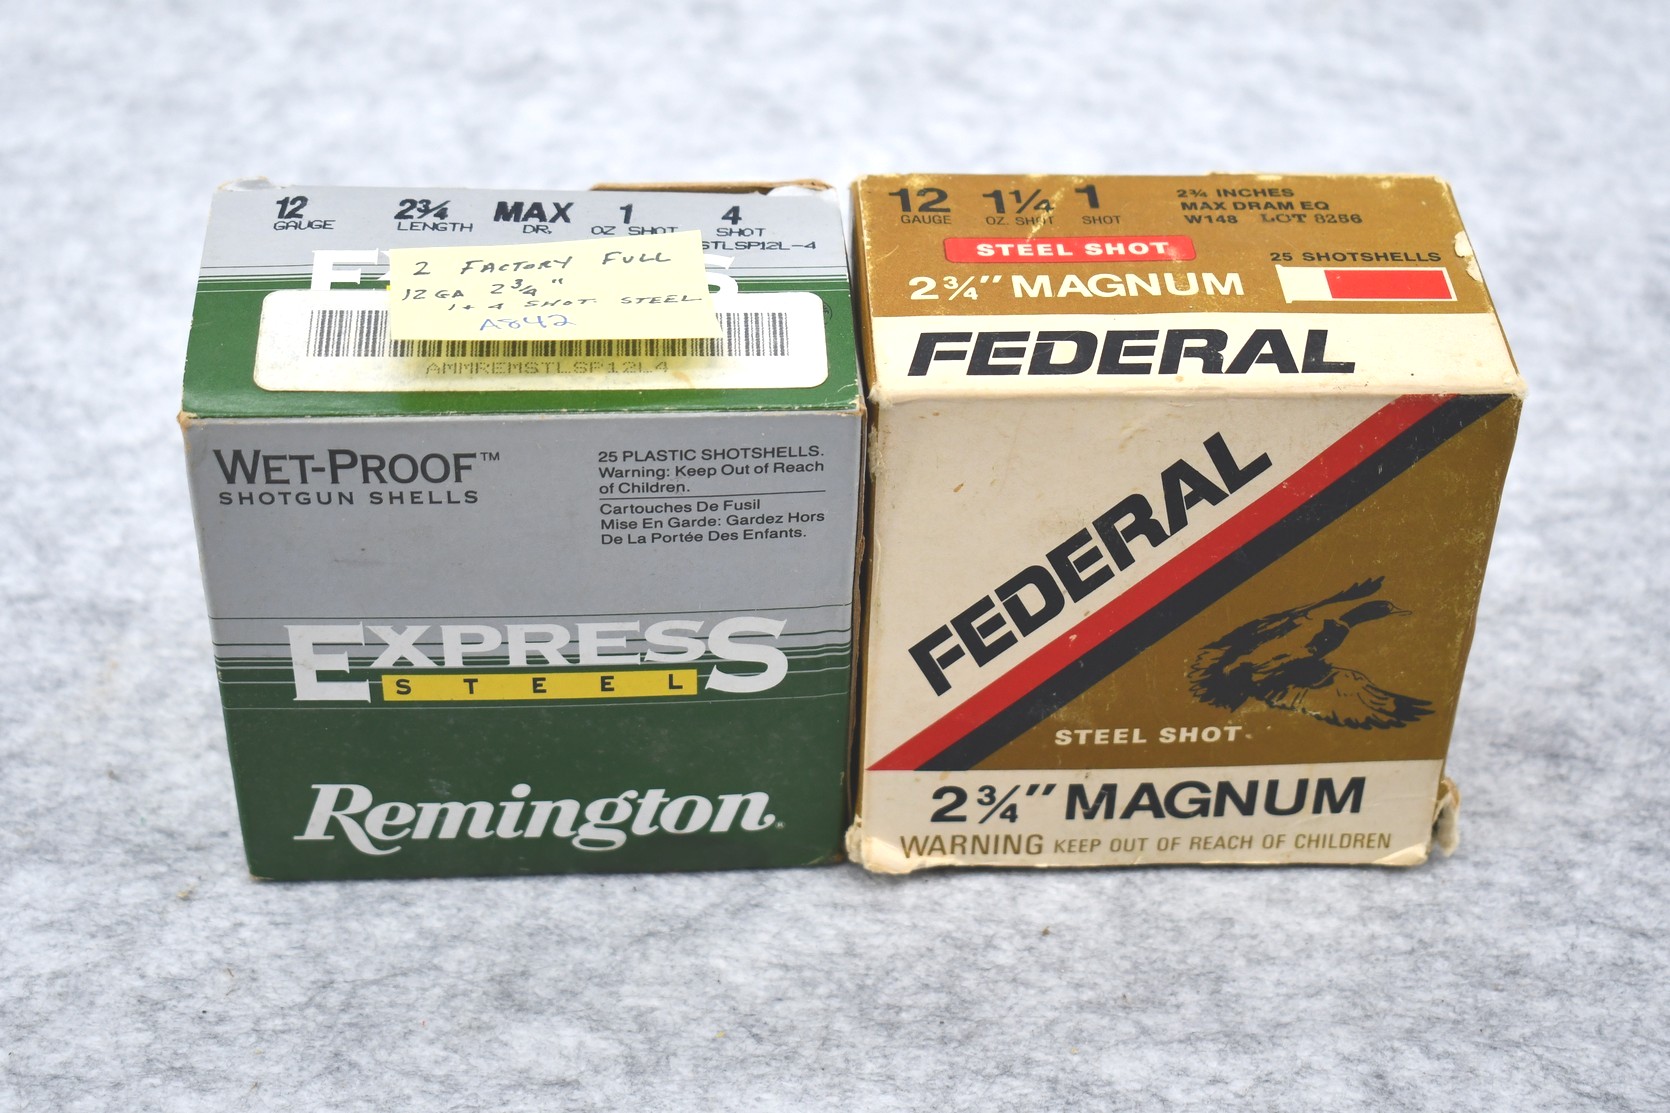 12 2¾ MAX 1 4
GAUGE LENGTH DR. OZ SHOT SHOT
STLSP12L-4
2 FACTORY FULL
12 GA 2 3/4"
1 + 4 SHOT STEEL
A842
AMMREMSTLSP12L4
WET-PROOF™
SHOTGUN SHELLS
25 PLASTIC SHOTSHELLS.
Warning: Keep Out of Reach
of Children.
Cartouches De Fusil
Mise En Garde: Gardez Hors
De La Portée Des Enfants.
EXPRESS
STEEL
Remington
12 1¼ 1
GAUGE OZ. SHOT SHOT
2¾ INCHES
MAX DRAM EQ
W148 LOT 8286
STEEL SHOT
25 SHOTSHELLS
2¾" MAGNUM
FEDERAL
FEDERAL
STEEL SHOT
2¾" MAGNUM
WARNING KEEP OUT OF REACH OF CHILDREN